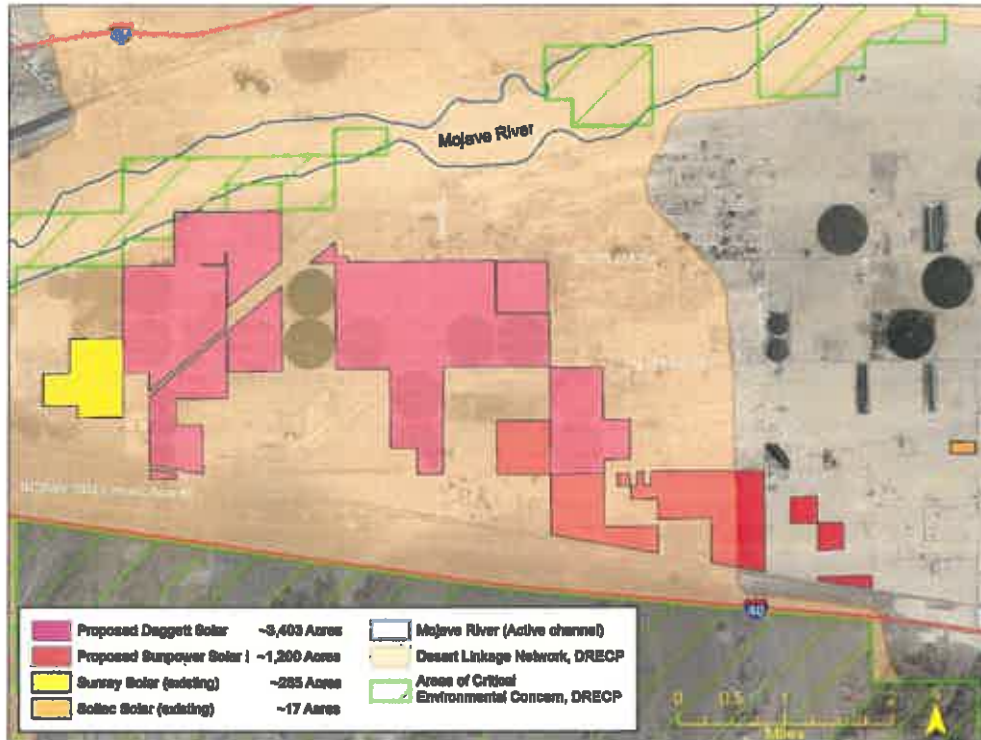 Mojave River
40
Proposed Daggett Solar ~3,403 Acres
Proposed Sunpower Solar ~1,200 Acres
Sunray Solar (existing) ~285 Acres
Soitec Solar (existing) ~17 Acres
Mojave River (Active channel)
Desert Linkage Network, DRECP
Areas of Critical
Environmental Concern, DRECP
0 0.5 1 2
Miles